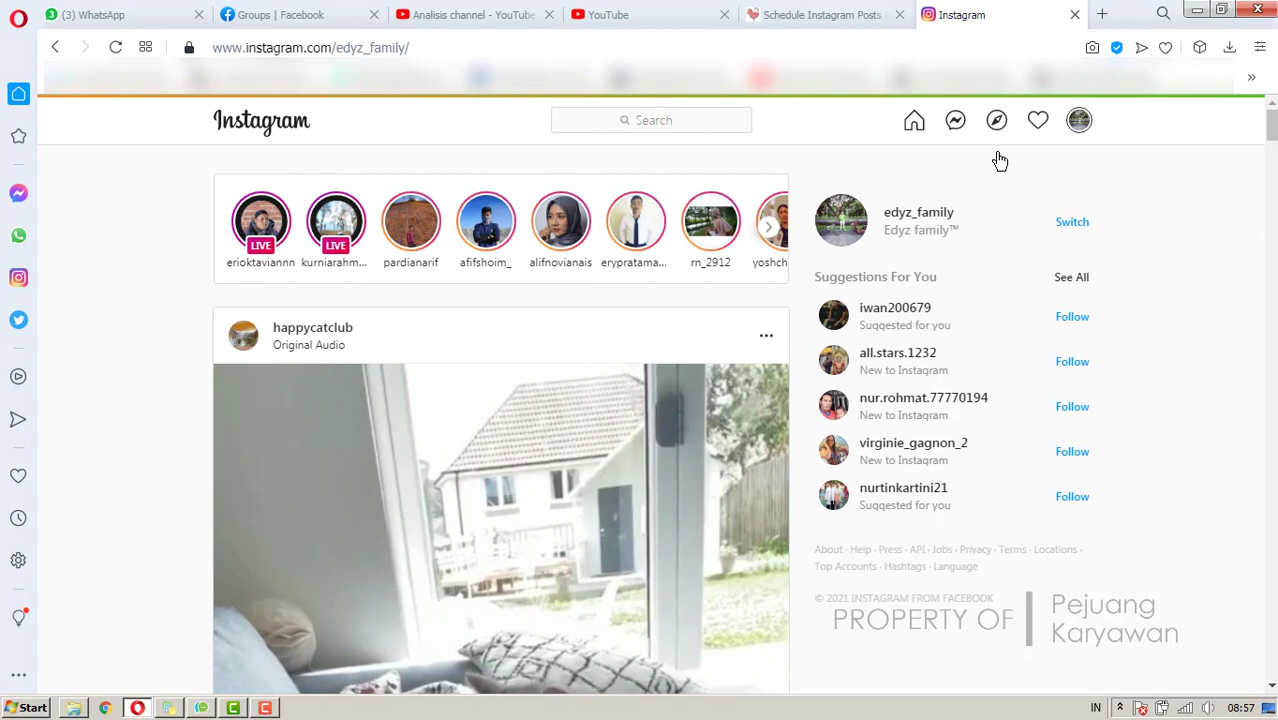 (3) WhatsApp
Groups | Facebook
Analisis channel - YouTube
YouTube
Schedule Instagram Posts
Instagram
www.instagram.com/edyz_family/
Instagram
Search
LIVE
LIVE
erioktaviannn
kurniarahm...
pardianarif
afifshoim_
alifnovianais
erypratama...
rn_2912
yoshch
edyz_family
Edyz family™
Switch
Suggestions For You
See All
iwan200679
Suggested for you
Follow
all.stars.1232
New to Instagram
Follow
nur.rohmat.77770194
New to Instagram
Follow
virginie_gagnon_2
New to Instagram
Follow
nurtinkartini21
Suggested for you
Follow
happycatclub
Original Audio
About · Help · Press · API · Jobs · Privacy · Terms · Locations ·
Top Accounts · Hashtags · Language
© 2021 INSTAGRAM FROM FACEBOOK
PROPERTY OF
Pejuang
Karyawan
Start
IN
08:57